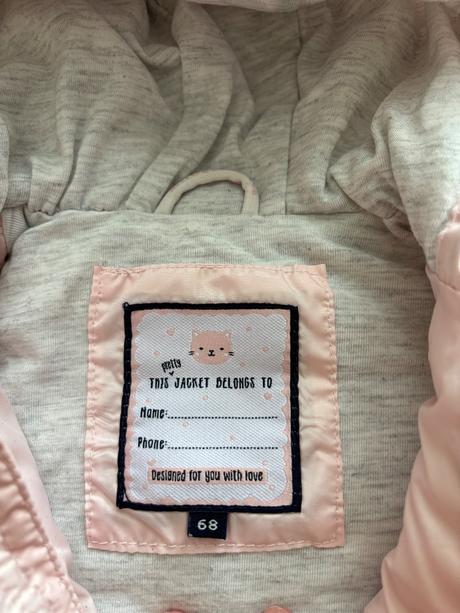 pretty
THIS JACKET BELONGS TO
Name:
Phone:
Designed for you with love
68